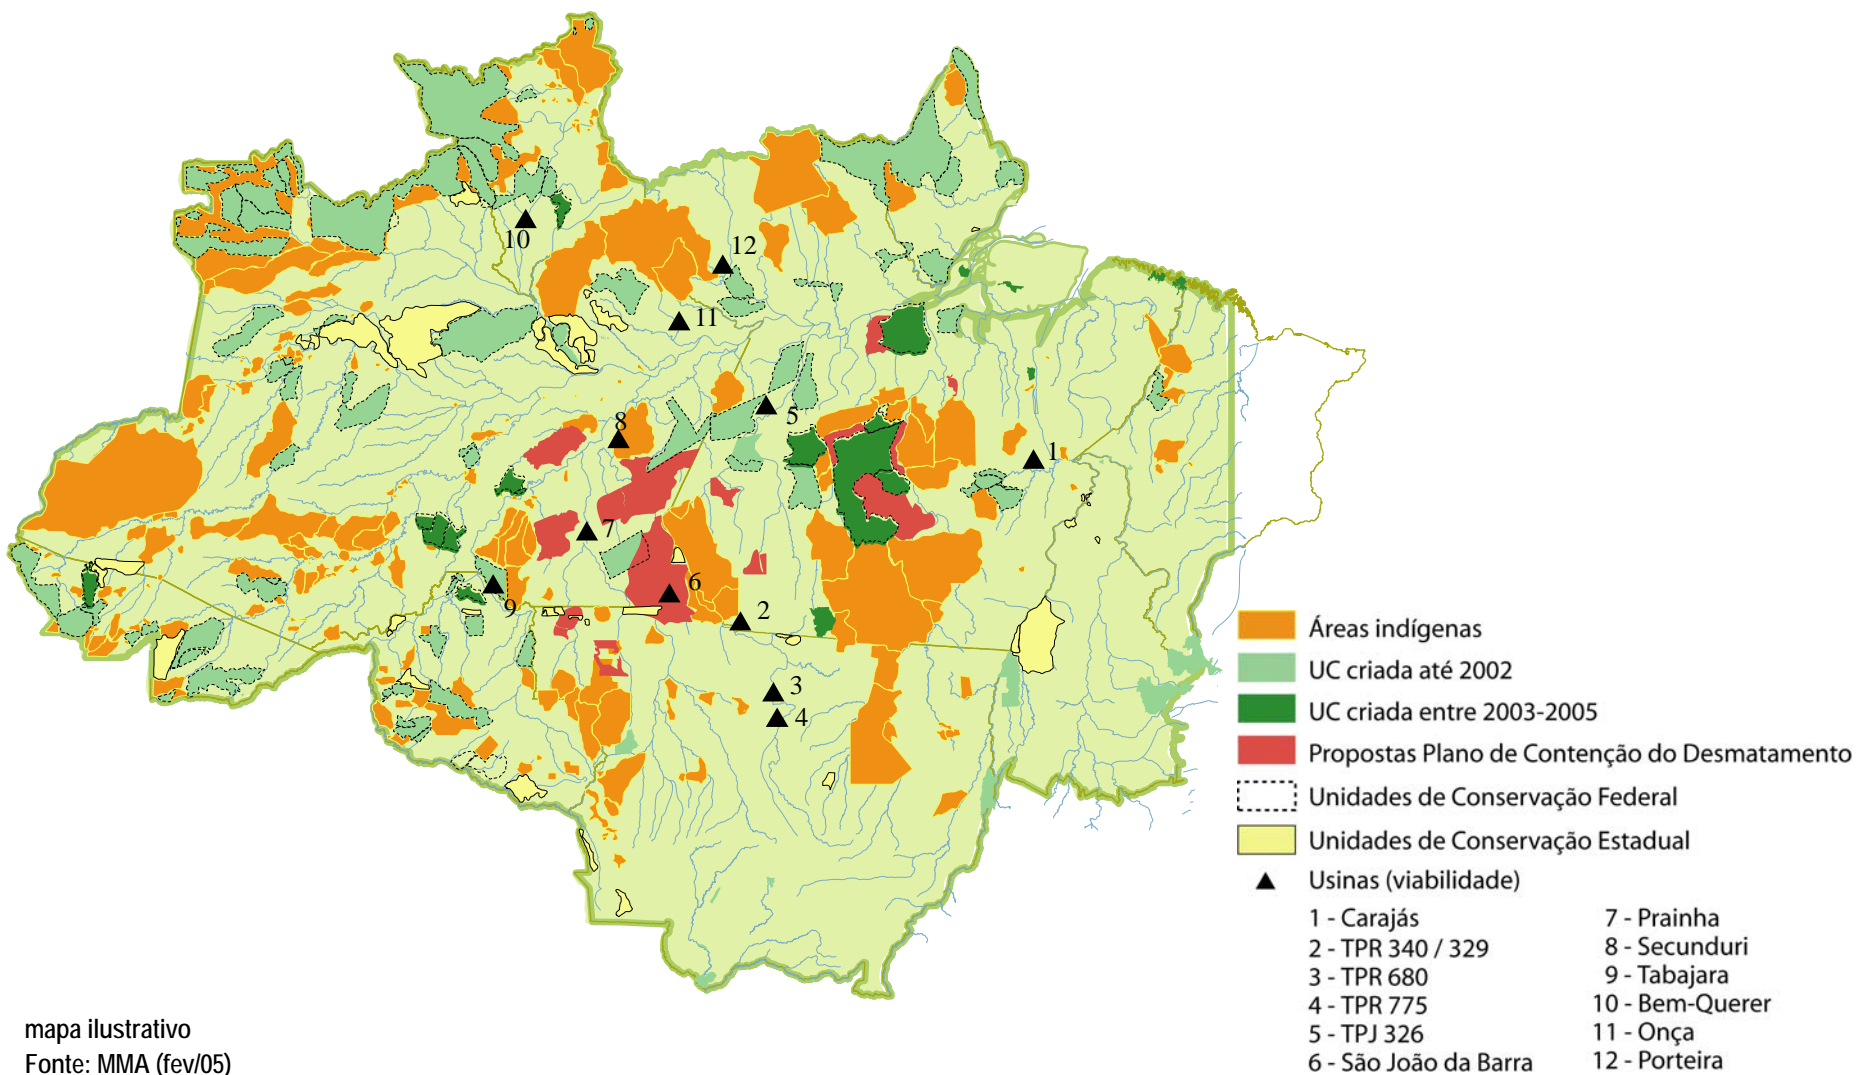 10
12
11
8
5
1
7
6
9
2
3
4
Áreas indígenas
UC criada até 2002
UC criada entre 2003-2005
Propostas Plano de Contenção do Desmatamento
Unidades de Conservação Federal
Unidades de Conservação Estadual
Usinas (viabilidade)
1 - Carajás
2 - TPR 340 / 329
3 - TPR 680
4 - TPR 775
5 - TPJ 326
6 - São João da Barra
7 - Prainha
8 - Secunduri
9 - Tabajara
10 - Bem-Querer
11 - Onça
12 - Porteira
mapa ilustrativo
Fonte: MMA (fev/05)